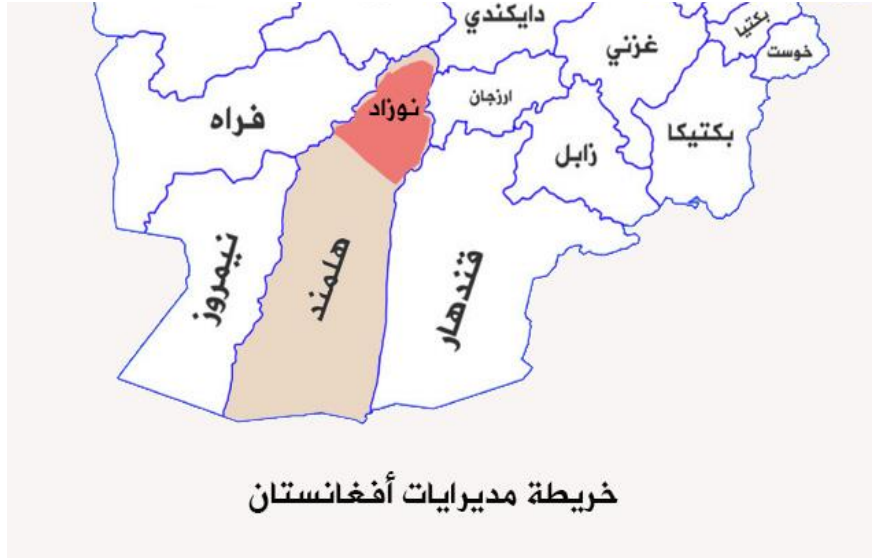 دايكندي
بكتيا
غزني
خوست
ارزجان
نوزاد
فراه
بكتيكا
زابل
نيمروز
هلمند
قندهار
خريطة مديرايات أفغانستان